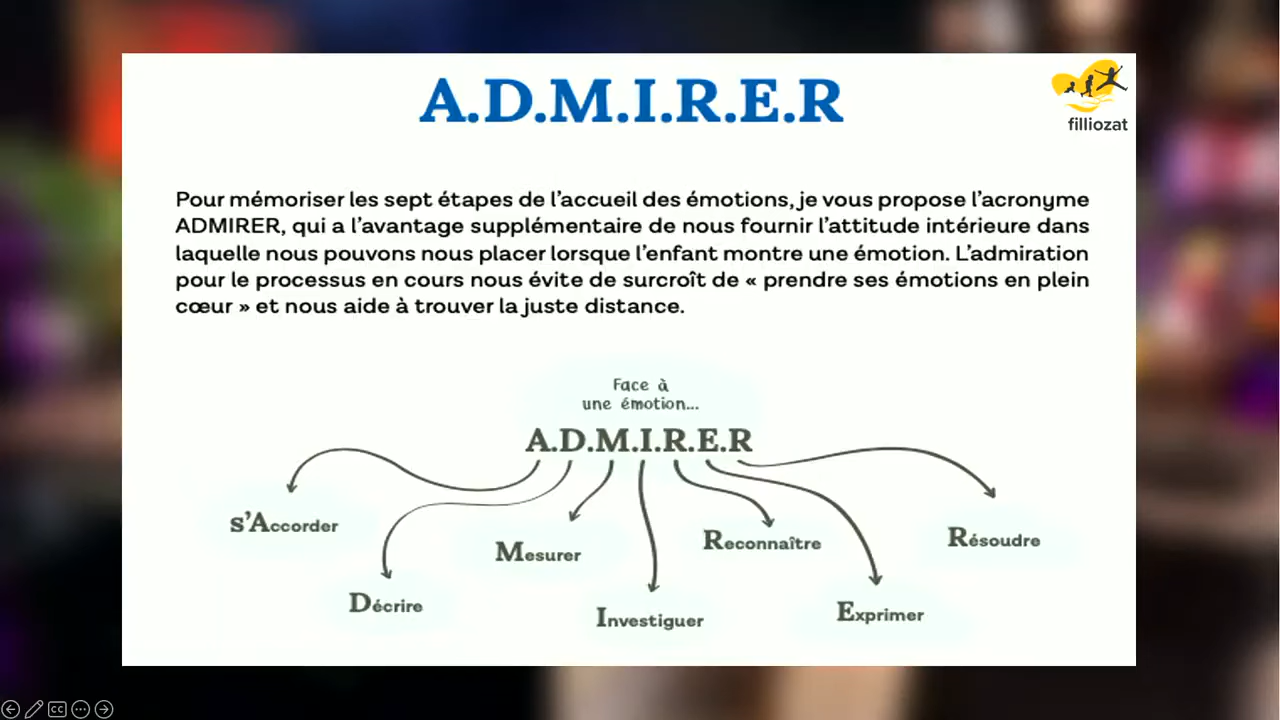 A.D.M.I.R.E.R
filliozat
Pour mémoriser les sept étapes de l'accueil des émotions, je vous propose l'acronyme
ADMIRER, qui a l'avantage supplémentaire de nous fournir l'attitude intérieure dans
laquelle nous pouvons nous placer lorsque l'enfant montre une émotion. L'admiration
pour le processus en cours nous évite de surcroît de « prendre ses émotions en plein
cœur » et nous aide à trouver la juste distance.
Face à
une émotion...
A.D.M.I.R.E.R
s'Accorder
Décrire
Mesurer
Investiguer
Reconnaître
Exprimer
Résoudre
CC